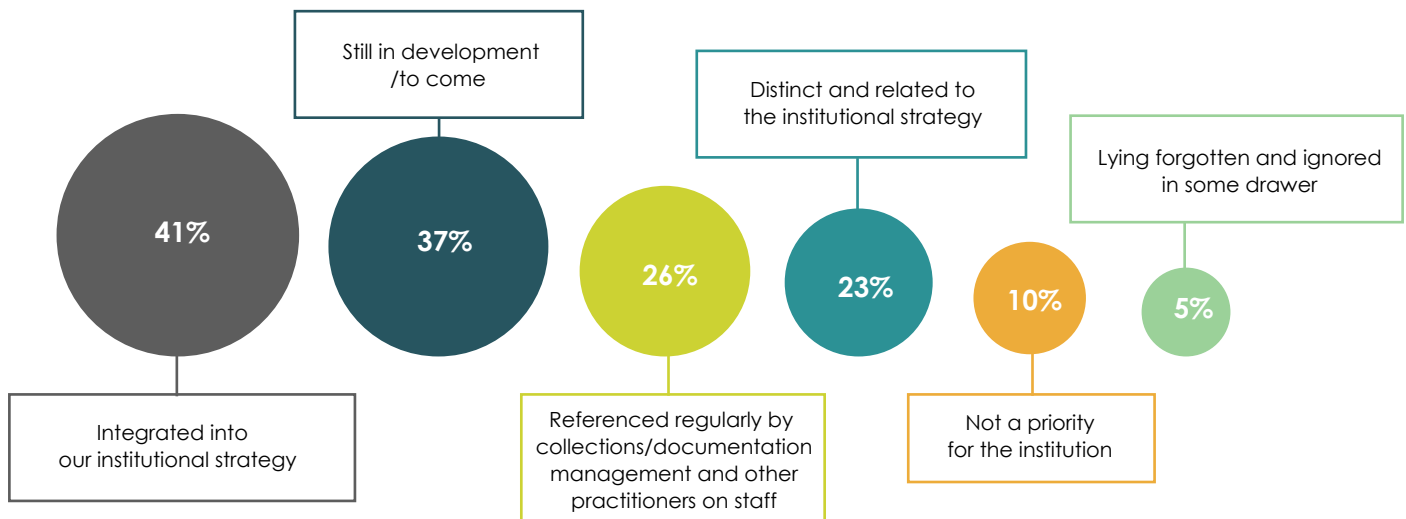 Still in development
/to come
Distinct and related to
the institutional strategy
Lying forgotten and ignored
in some drawer
41%
37%
26%
23%
10%
5%
Integrated into
our institutional strategy
Referenced regularly by
collections/documentation
management and other
practitioners on staff
Not a priority
for the institution